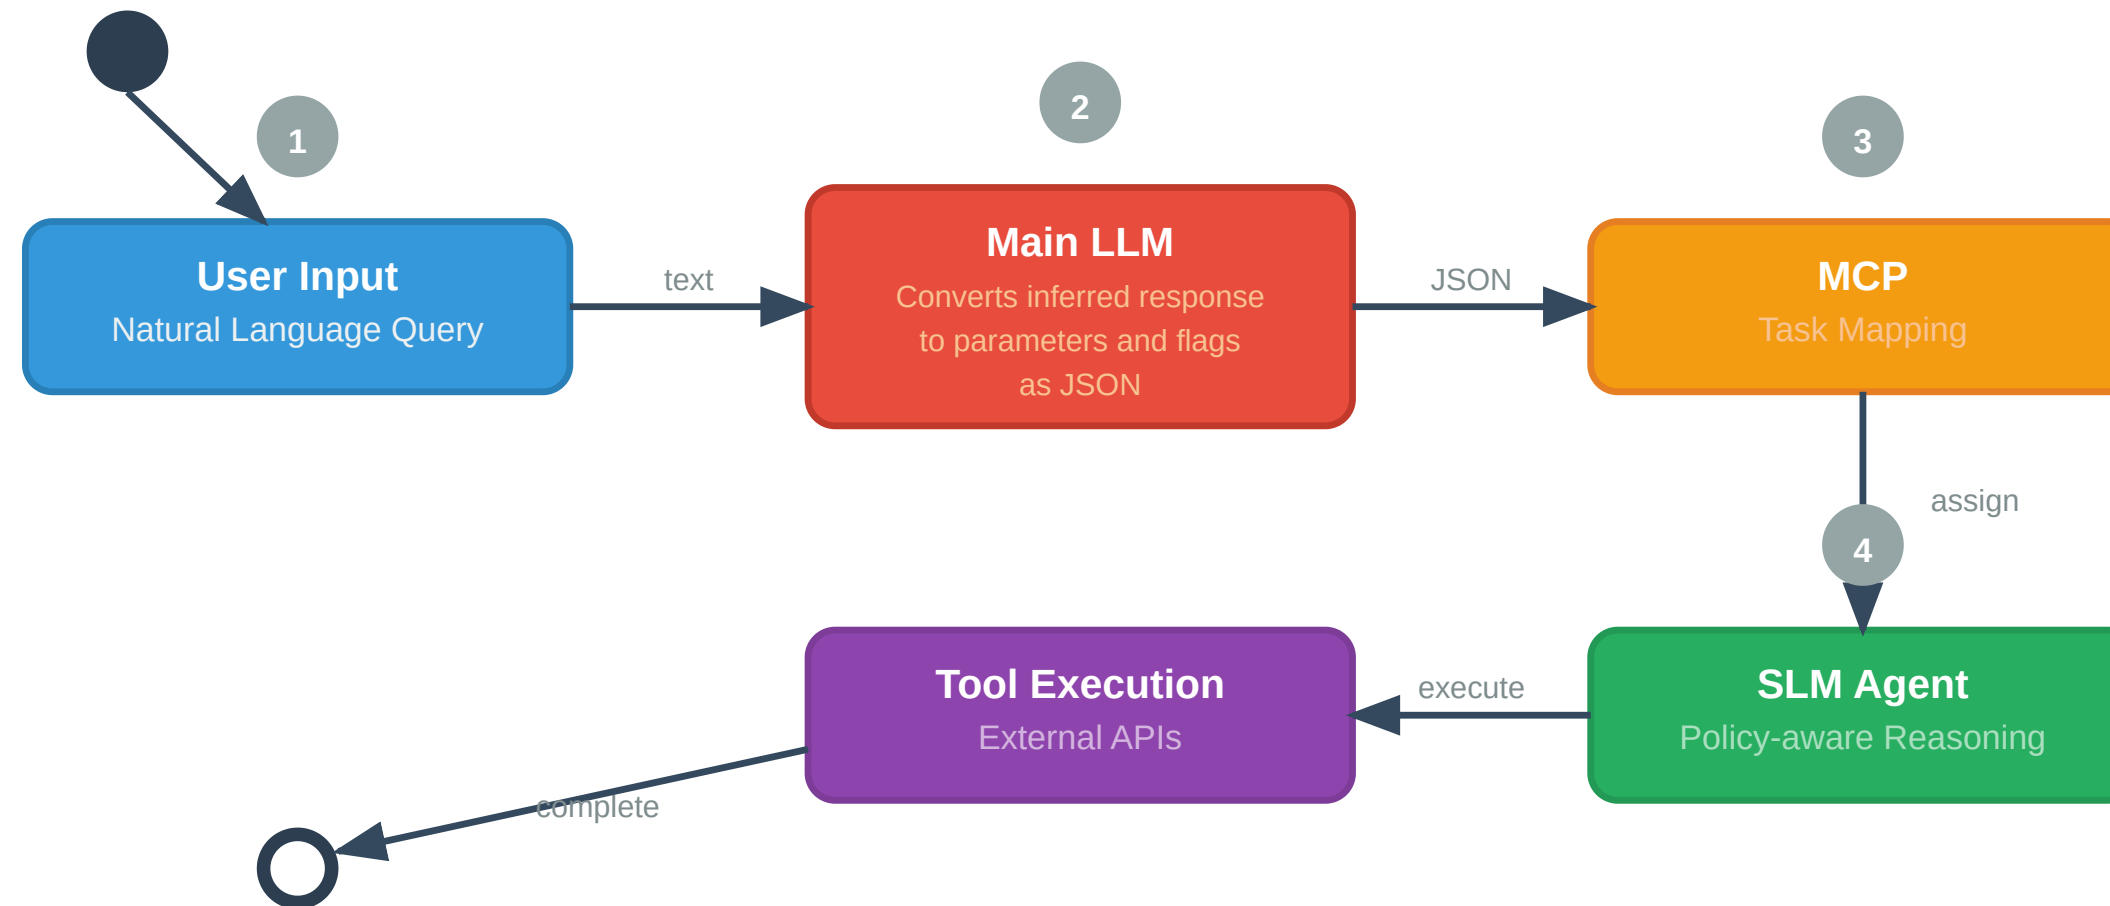 1
2
3
User Input
Natural Language Query
text
Main LLM
Converts inferred response
to parameters and flags
as JSON
JSON
MCP
Task Mapping
assign
4
SLM Agent
Policy-aware Reasoning
execute
Tool Execution
External APIs
complete